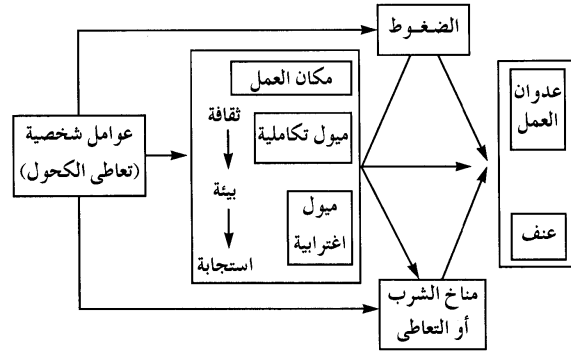 الضغوط
مكان العمل
عدوان
العمل
ثقافة
ميول تكاملية
عوامل شخصية
(تعاطى الكحول)
بيئة
ميول
اغترابية
عنف
استجابة
مناخ الشرب
أو التعاطى